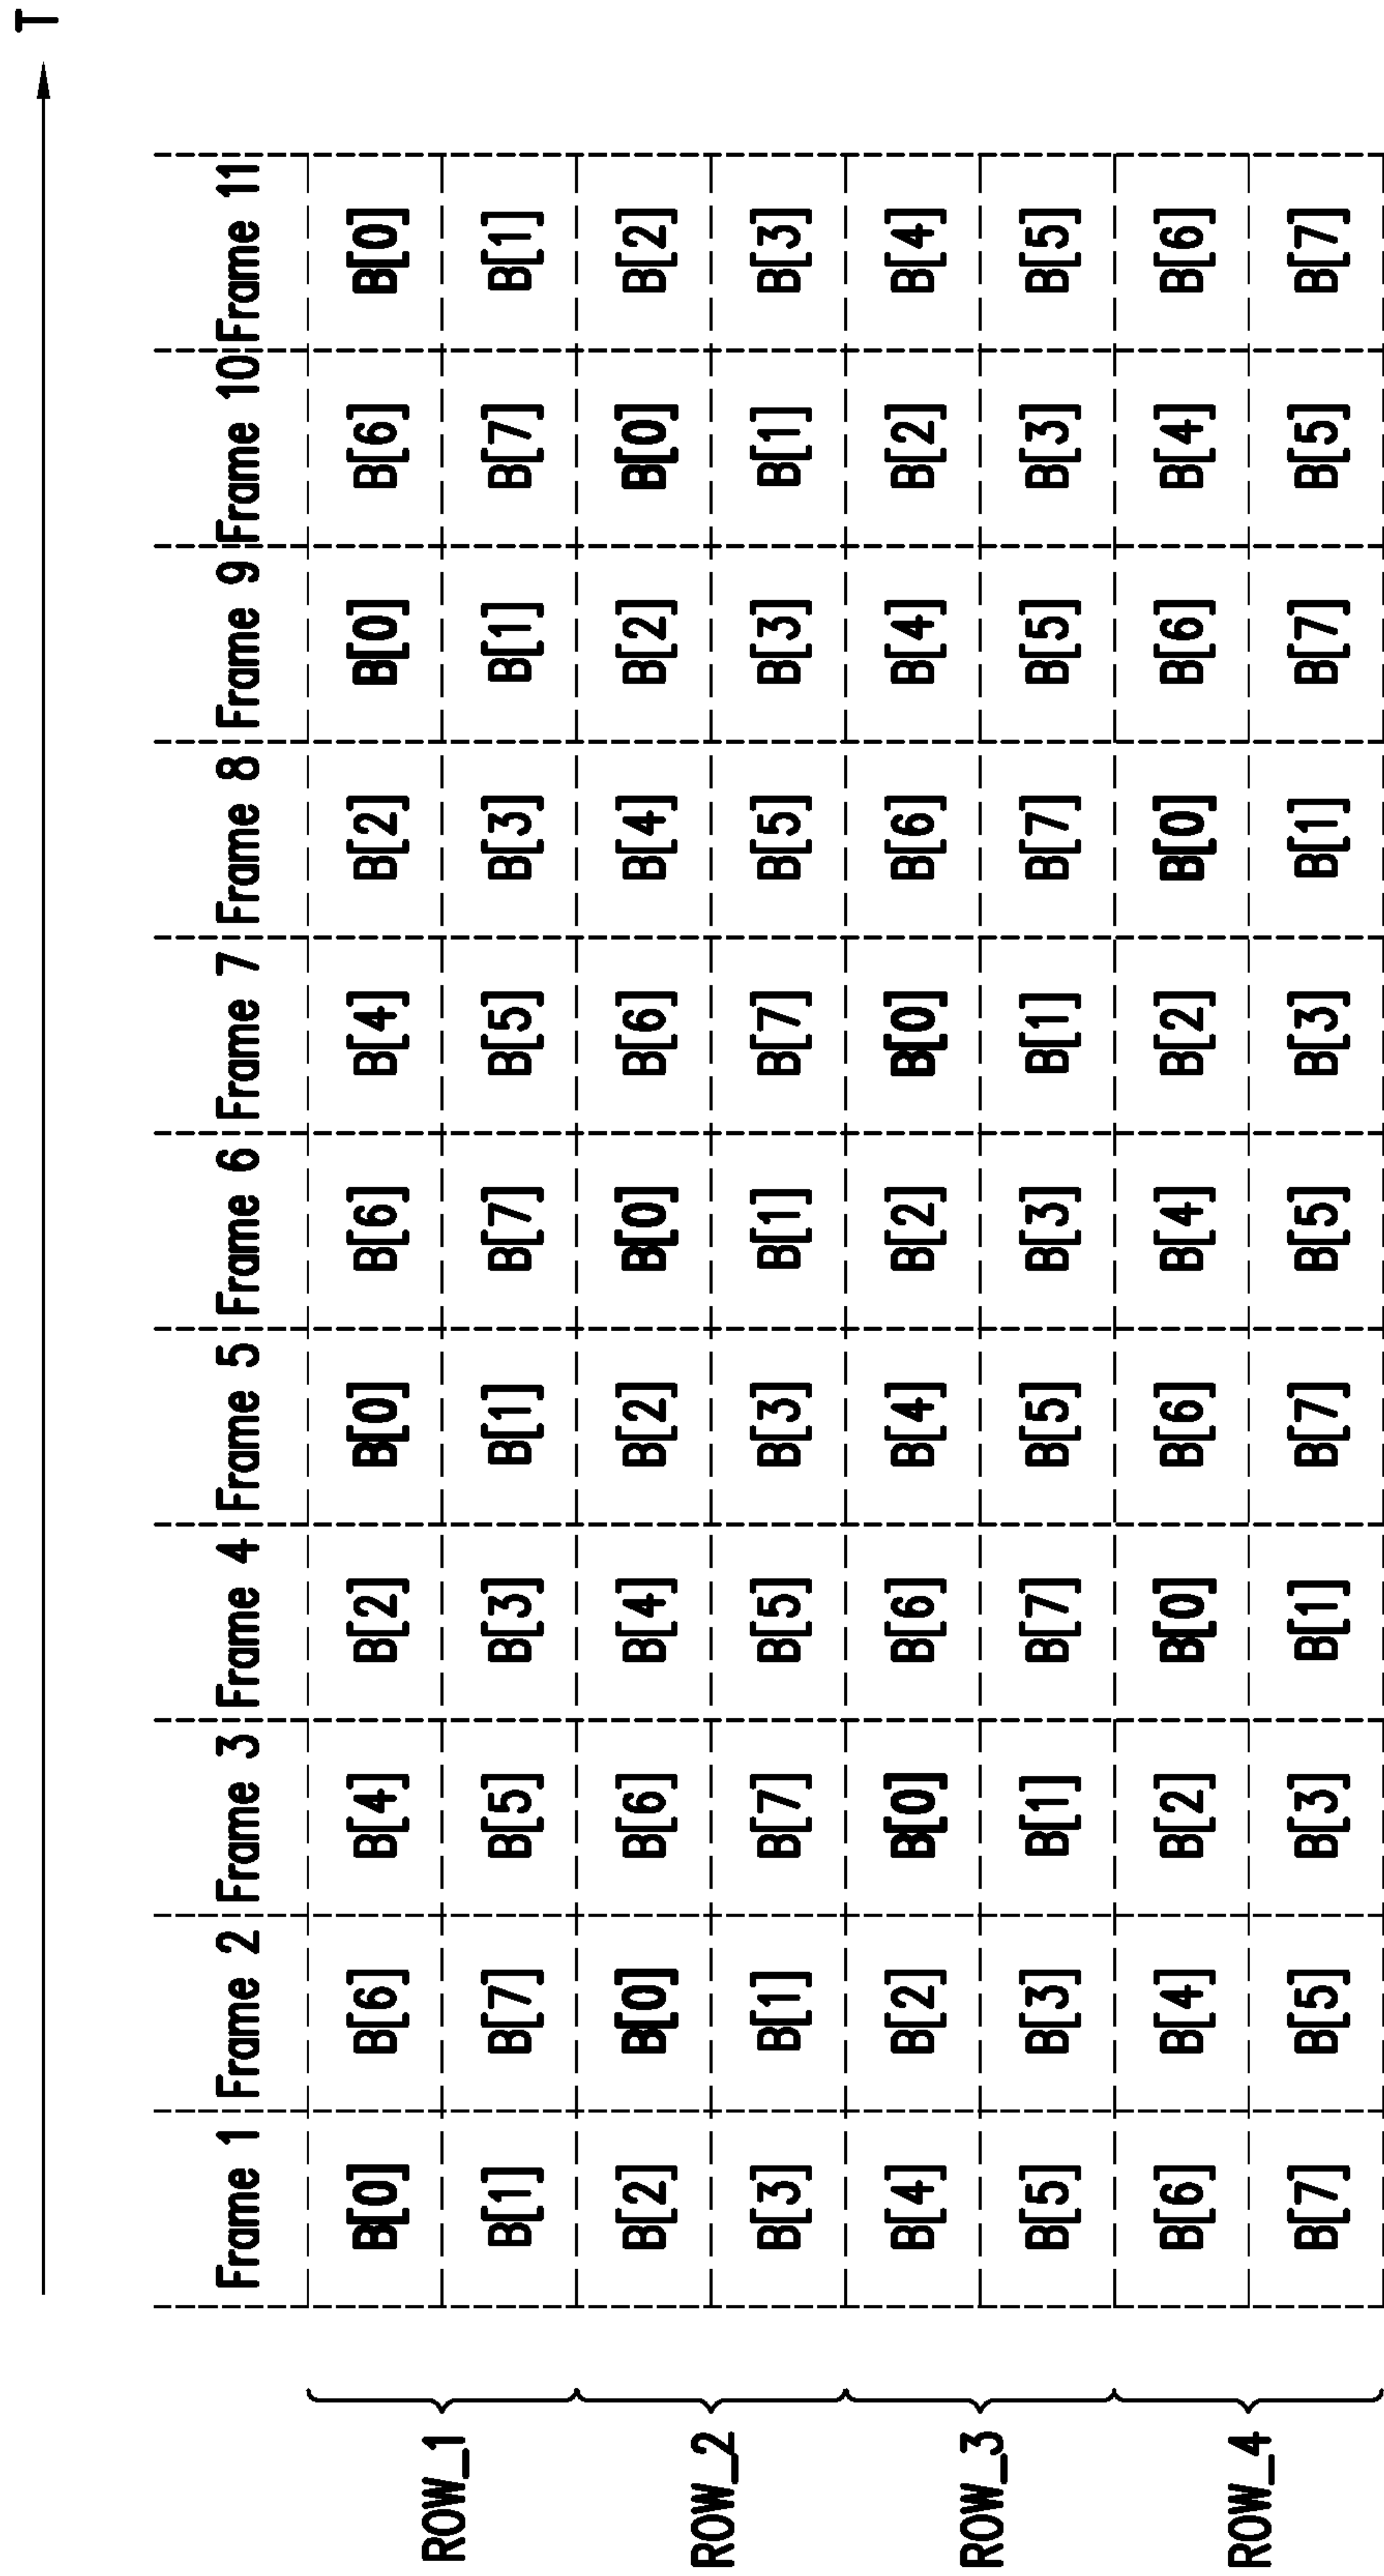 T
Frame 1 Frame 2 Frame 3 Frame 4 Frame 5 Frame 6 Frame 7 Frame 8 Frame 9 Frame 10 Frame 11
B[0] B[6] B[4] B[2] B[0] B[6] B[4] B[2] B[0] B[6] B[0]
ROW_1
B[1] B[7] B[5] B[3] B[1] B[7] B[5] B[3] B[1] B[7] B[1]
B[2] B[0] B[6] B[4] B[2] B[0] B[6] B[4] B[2] B[0] B[2]
ROW_2
B[3] B[1] B[7] B[5] B[3] B[1] B[7] B[5] B[3] B[1] B[3]
B[4] B[2] B[0] B[6] B[4] B[2] B[0] B[6] B[4] B[2] B[4]
ROW_3
B[5] B[3] B[1] B[7] B[5] B[3] B[1] B[7] B[5] B[3] B[5]
B[6] B[4] B[2] B[0] B[6] B[4] B[2] B[0] B[6] B[4] B[6]
ROW_4
B[7] B[5] B[3] B[1] B[7] B[5] B[3] B[1] B[7] B[5] B[7]